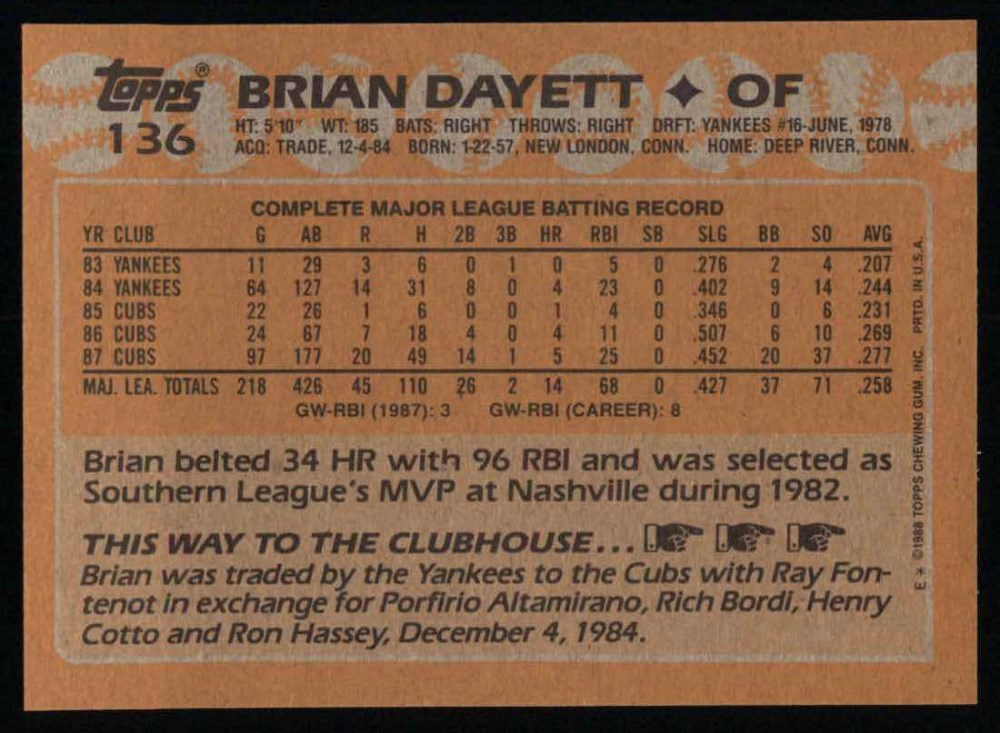 Topps® BRIAN DAYETT ♦ OF
136 HT: 5'10" WT: 185 BATS: RIGHT THROWS: RIGHT DRFT: YANKEES #16-JUNE, 1978
ACQ: TRADE, 12-4-84 BORN: 1-22-57, NEW LONDON, CONN. HOME: DEEP RIVER, CONN.
COMPLETE MAJOR LEAGUE BATTING RECORD
YR CLUB G AB R H 2B 3B HR RBI SB SLG BB SO AVG
83 YANKEES 11 29 3 6 0 1 0 5 0 .276 2 4 .207
84 YANKEES 64 127 14 31 8 0 4 23 0 .402 9 14 .244
85 CUBS 22 26 1 6 0 0 1 4 0 .346 0 6 .231
86 CUBS 24 67 7 18 4 0 4 11 0 .507 6 10 .269
87 CUBS 97 177 20 49 14 1 5 25 0 .452 20 37 .277
MAJ. LEA. TOTALS 218 426 45 110 26 2 14 68 0 .427 37 71 .258
GW-RBI (1987): 3 GW-RBI (CAREER): 8
Brian belted 34 HR with 96 RBI and was selected as
Southern League's MVP at Nashville during 1982.
THIS WAY TO THE CLUBHOUSE...
Brian was traded by the Yankees to the Cubs with Ray Fon-
tenot in exchange for Porfirio Altamirano, Rich Bordi, Henry
Cotto and Ron Hassey, December 4, 1984.
E * ©1988 TOPPS CHEWING GUM, INC. PRTD. IN U.S.A.